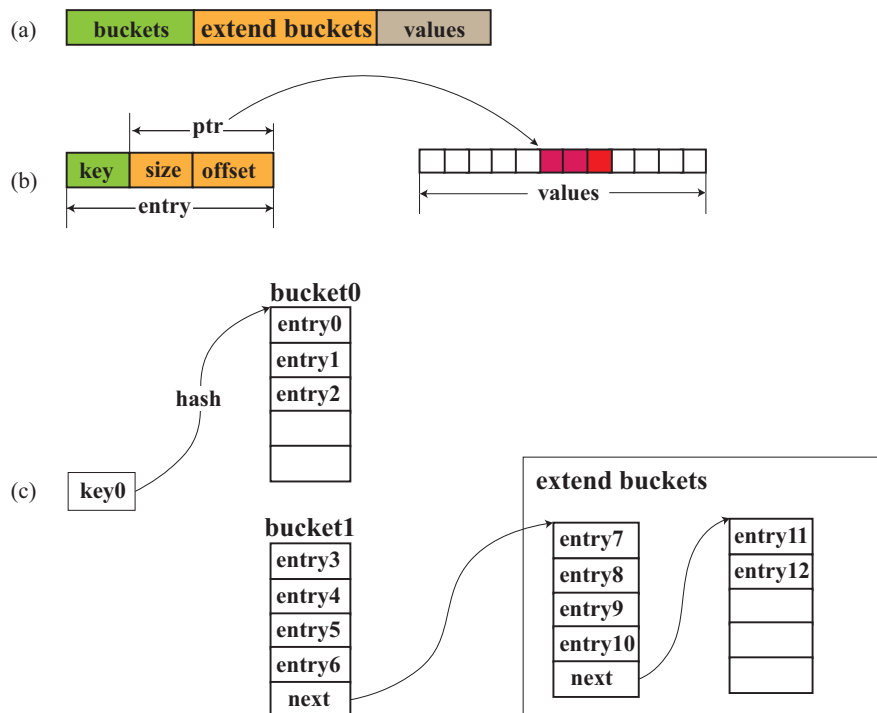 (a)
buckets extend buckets values
ptr
(b)
key size offset
entry
values
bucket0
entry0
entry1
entry2
hash
(c)
key0
bucket1
entry3
entry4
entry5
entry6
next
extend buckets
entry7
entry8
entry9
entry10
next
entry11
entry12